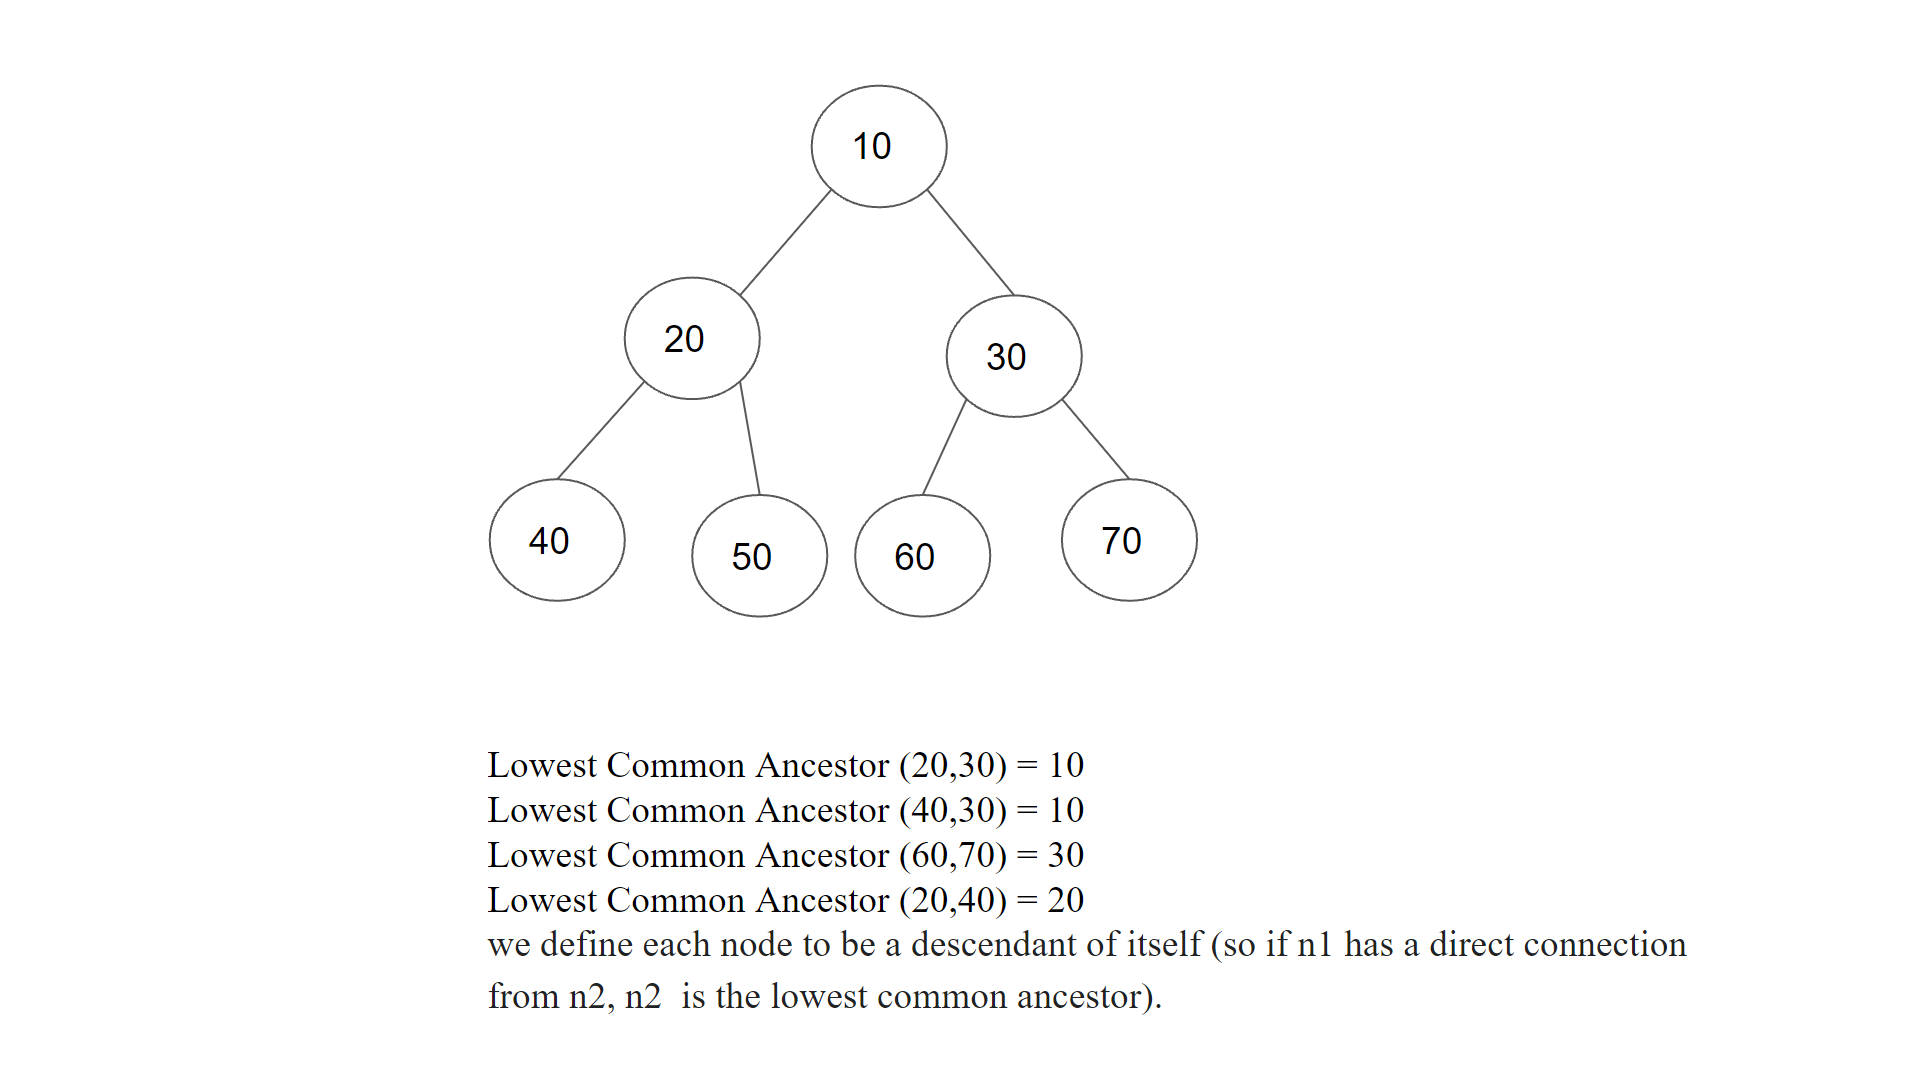 10
20
30
40
50
60
70
Lowest Common Ancestor (20,30) = 10
Lowest Common Ancestor (40,30) = 10
Lowest Common Ancestor (60,70) = 30
Lowest Common Ancestor (20,40) = 20
we define each node to be a descendant of itself (so if n1 has a direct connection
from n2, n2 is the lowest common ancestor).